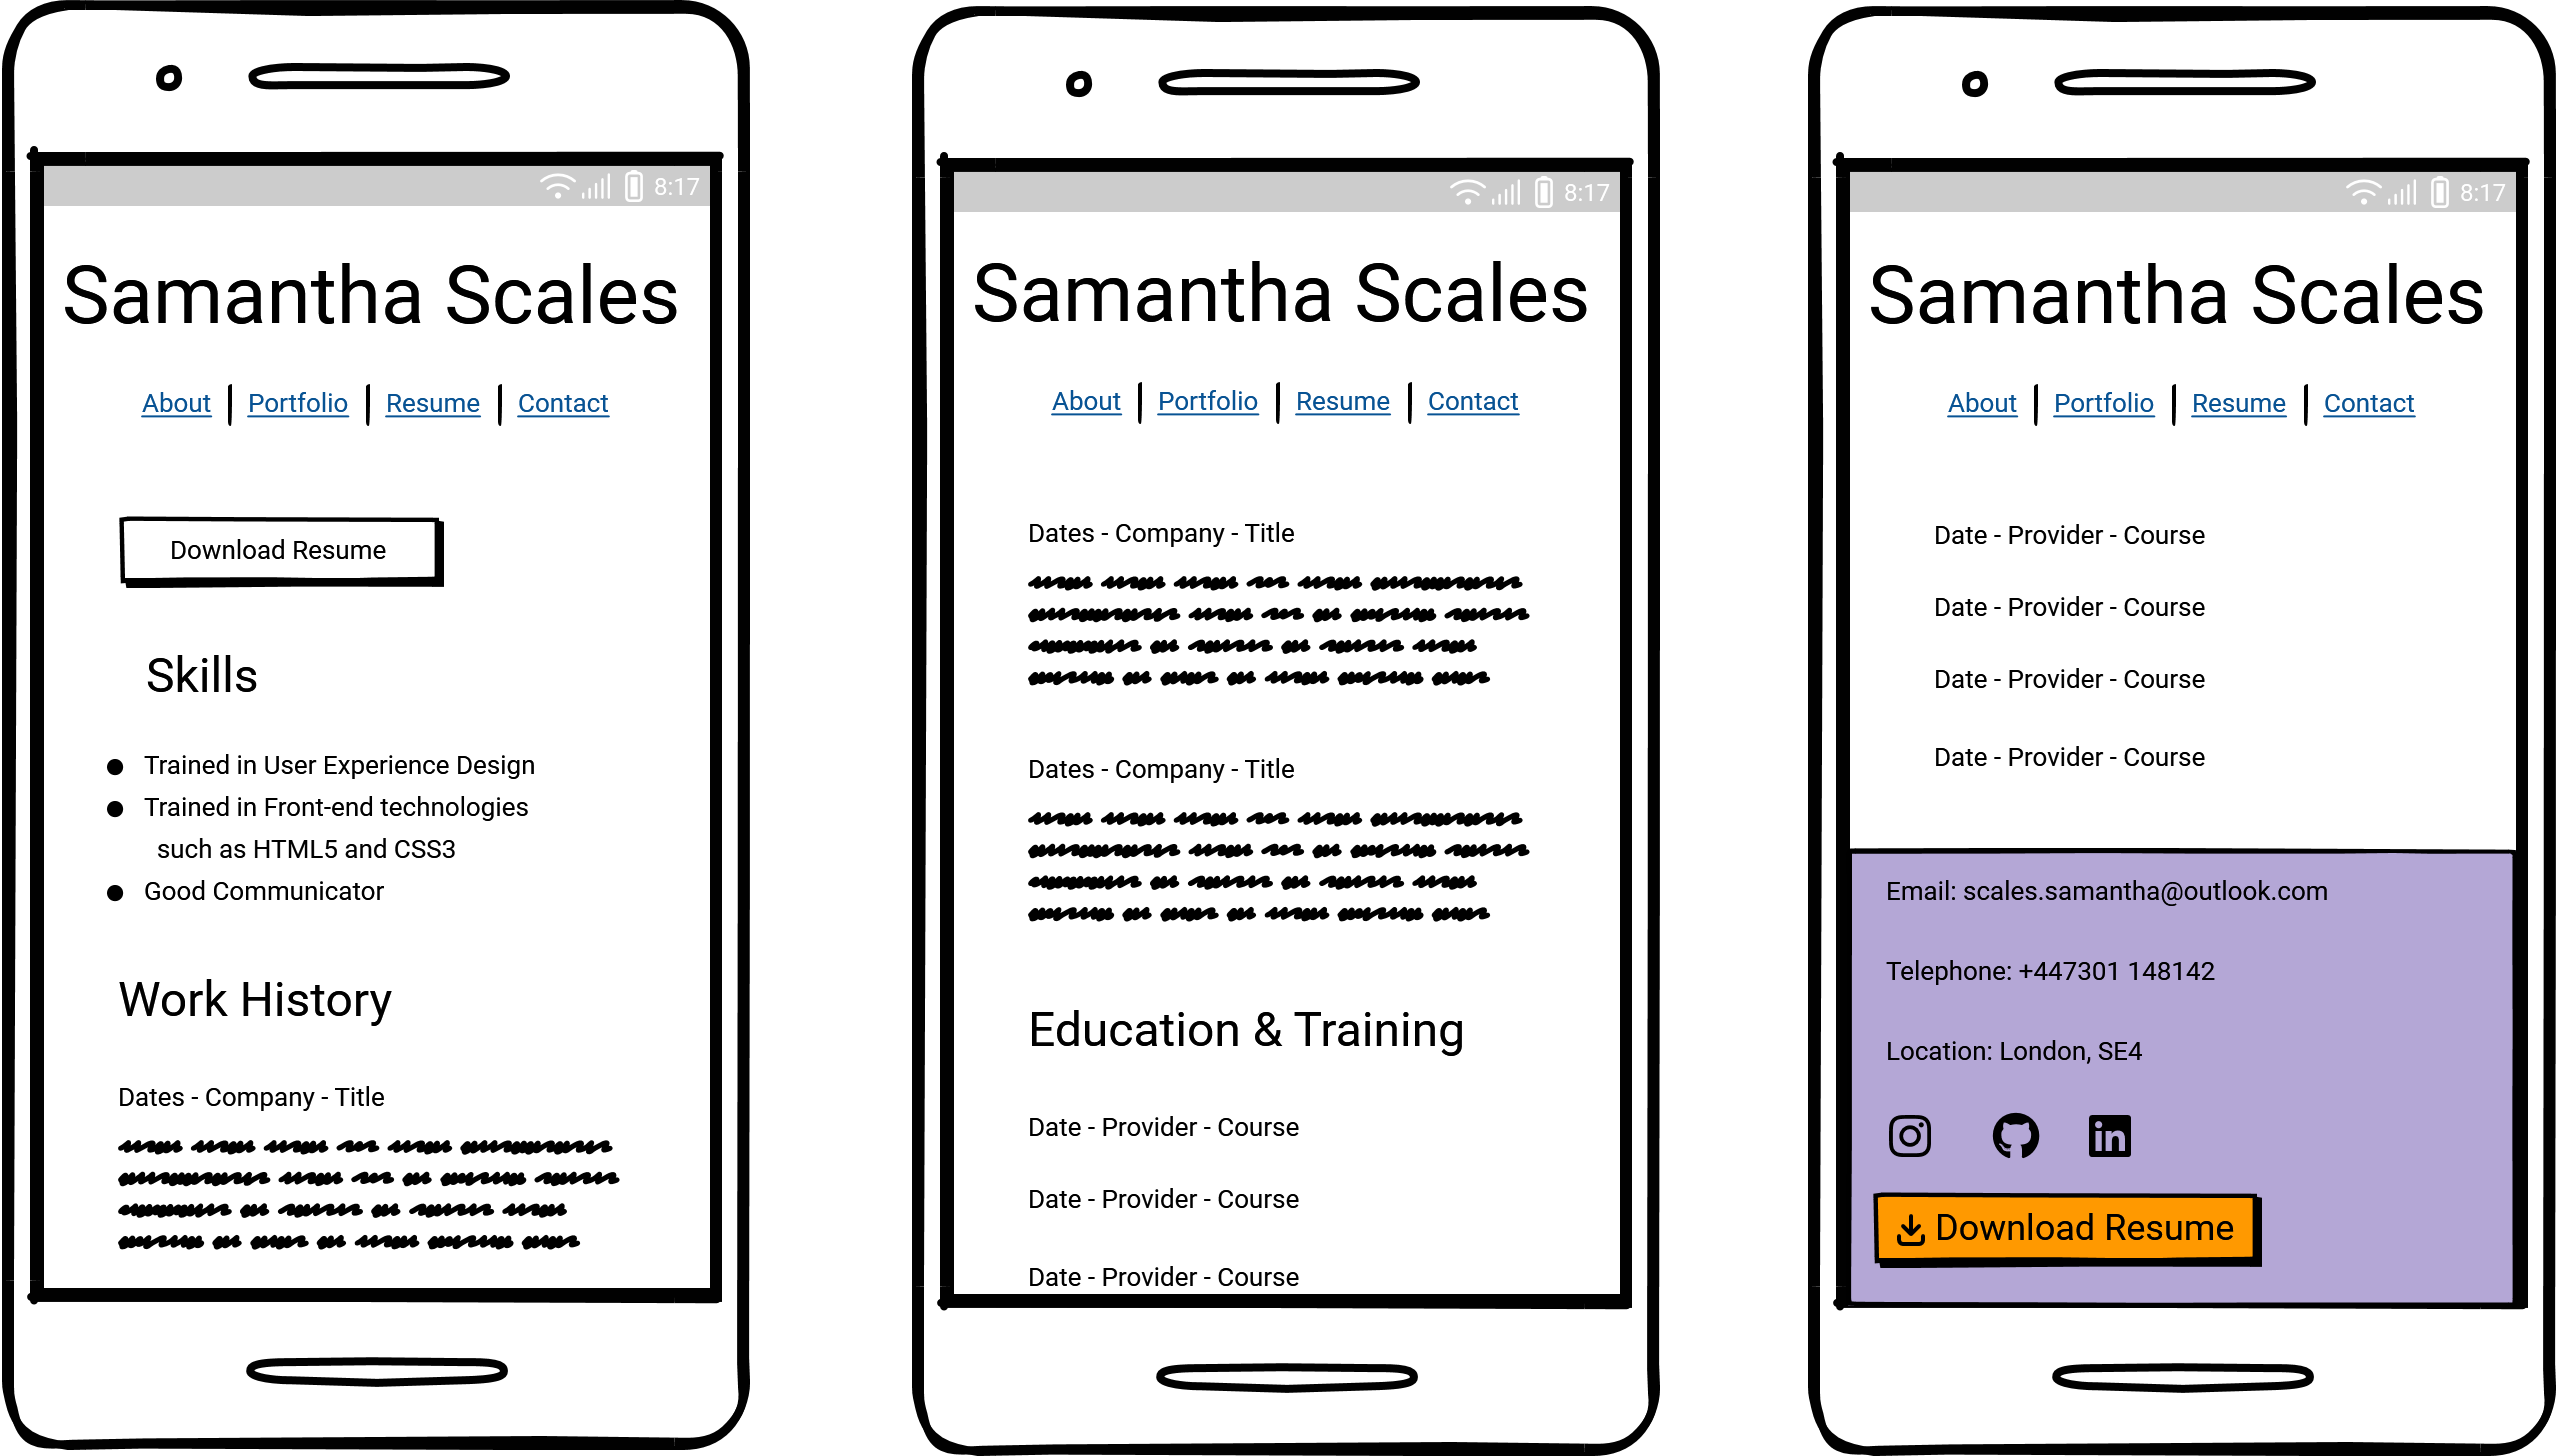 8:17
Samantha Scales
About | Portfolio | Resume | Contact
Download Resume
Skills
● Trained in User Experience Design
● Trained in Front-end technologies
such as HTML5 and CSS3
● Good Communicator
Work History
Dates - Company - Title
8:17
Samantha Scales
About | Portfolio | Resume | Contact
Dates - Company - Title
Dates - Company - Title
Education & Training
Date - Provider - Course
Date - Provider - Course
Date - Provider - Course
8:17
Samantha Scales
About | Portfolio | Resume | Contact
Date - Provider - Course
Date - Provider - Course
Date - Provider - Course
Date - Provider - Course
Email: scales.samantha@outlook.com
Telephone: +447301 148142
Location: London, SE4
in
Download Resume